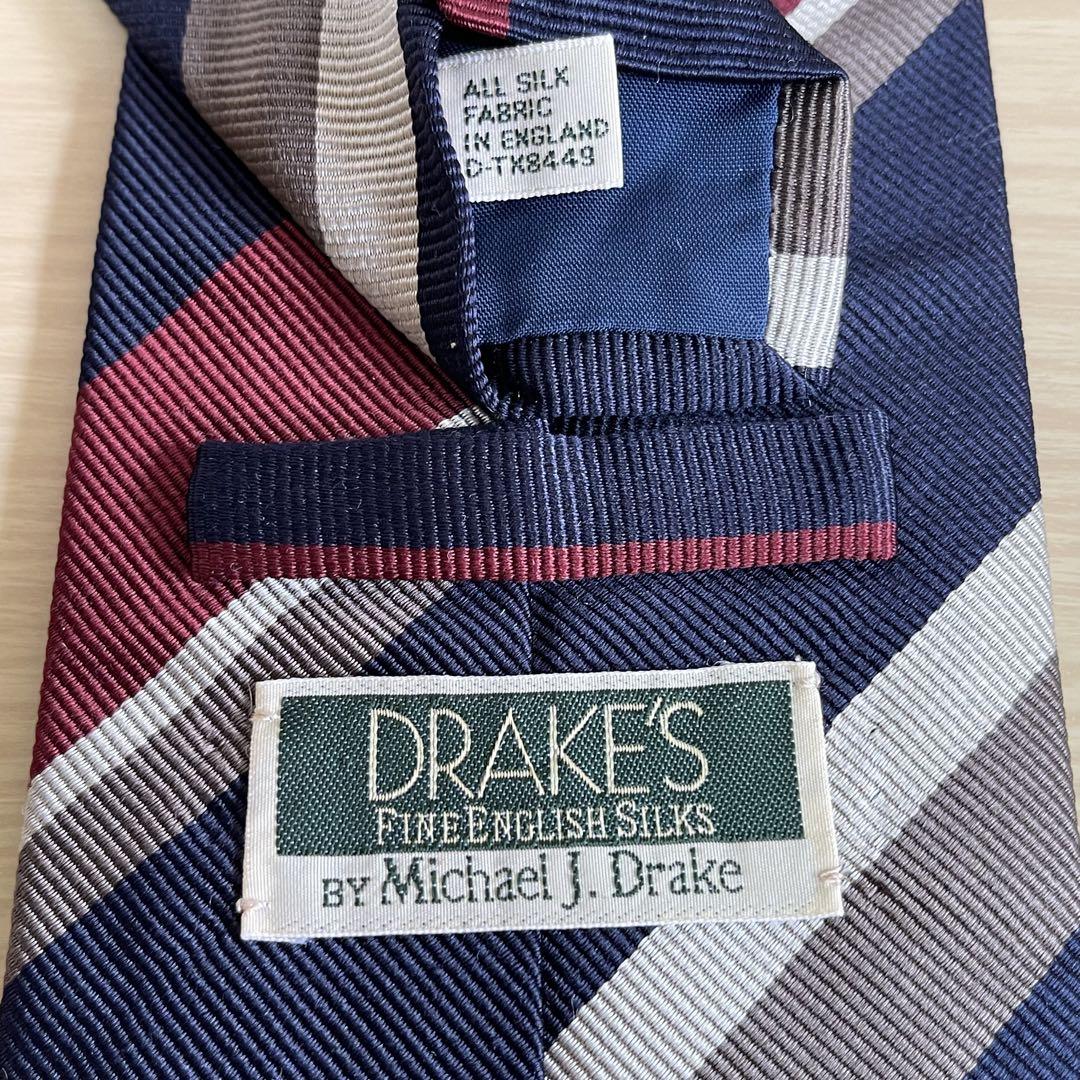 ALL SILK
FABRIC
IN ENGLAND
D-TX8449
DRAKE'S
FINE ENGLISH SILKS
BY Michael J. Drake